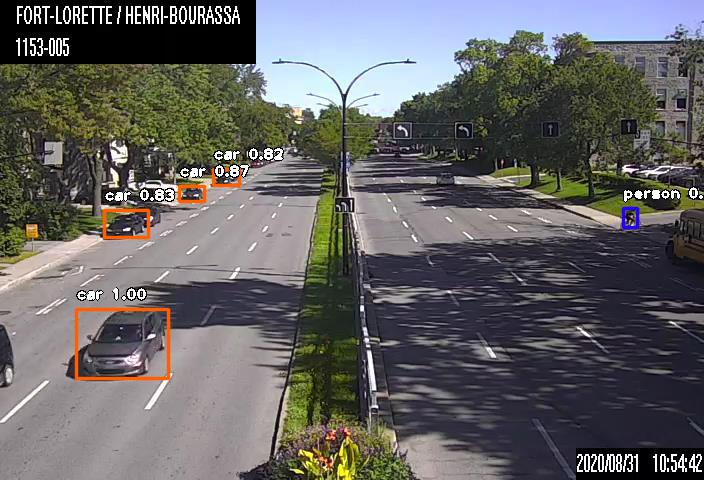 FORT-LORETTE / HENRI-BOURASSA
1153-005
car 0.82
car 0.87
car 0.83
person 0.
car 1.00
2020/08/31 10:54:42